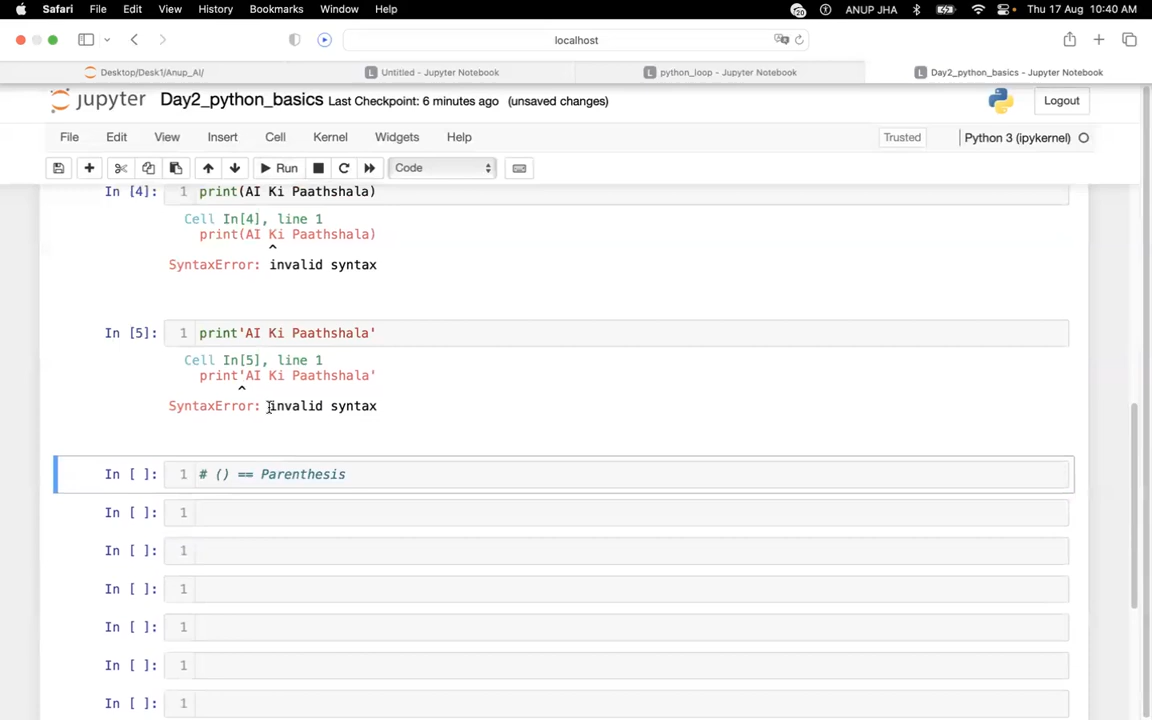 Safari File Edit View History Bookmarks Window Help 20 ANUP JHA Thu 17 Aug 10:40 AM
localhost
Desktop/Desk1/Anup_AI/ L Untitled - Jupyter Notebook L python_loop - Jupyter Notebook L Day2_python_basics - Jupyter Notebook
jupyter Day2_python_basics Last Checkpoint: 6 minutes ago (unsaved changes) Logout
File Edit View Insert Cell Kernel Widgets Help Trusted Python 3 (ipykernel)
Run Code
In [4]: 1 print(AI Ki Paathshala)
Cell In[4], line 1
print(AI Ki Paathshala)
^
SyntaxError: invalid syntax
In [5]: 1 print'AI Ki Paathshala'
Cell In[5], line 1
print'AI Ki Paathshala'
^
SyntaxError: invalid syntax
In [ ]: 1 # () == Parenthesis
In [ ]: 1
In [ ]: 1
In [ ]: 1
In [ ]: 1
In [ ]: 1
In [ ]: 1